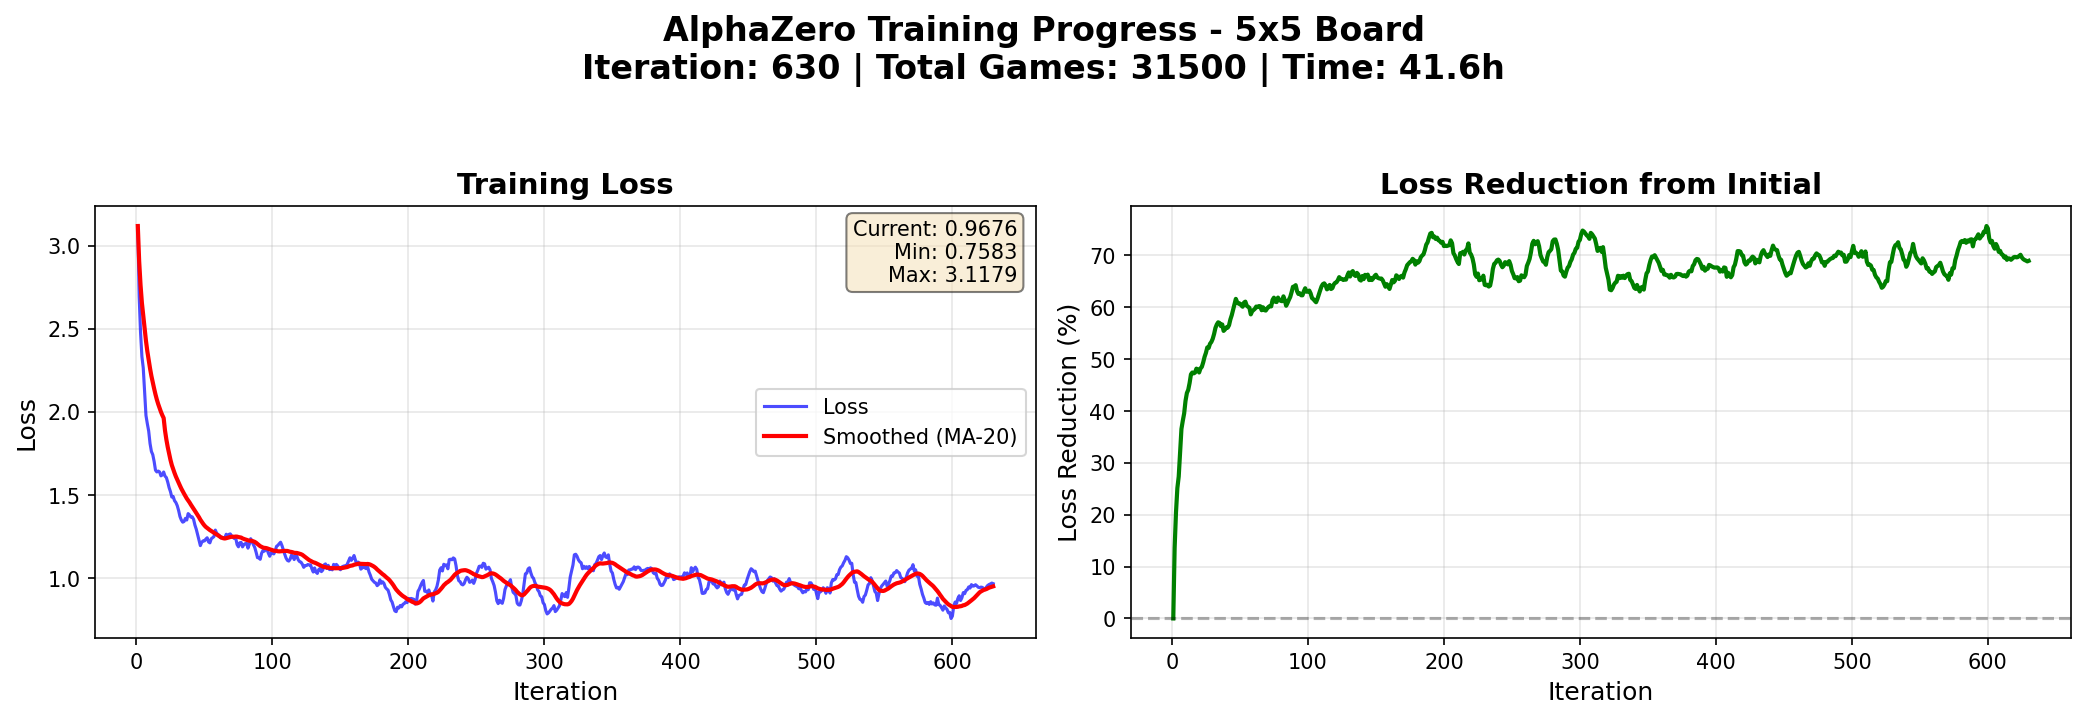 AlphaZero Training Progress - 5x5 Board
Iteration: 630 | Total Games: 31500 | Time: 41.6h
Training Loss
Current: 0.9676
Min: 0.7583
Max: 3.1179
Loss
Smoothed (MA-20)
Loss
3.0
2.5
2.0
1.5
1.0
0
100
200
300
400
500
600
Iteration
Loss Reduction from Initial
Loss Reduction (%)
70
60
50
40
30
20
10
0
0
100
200
300
400
500
600
Iteration